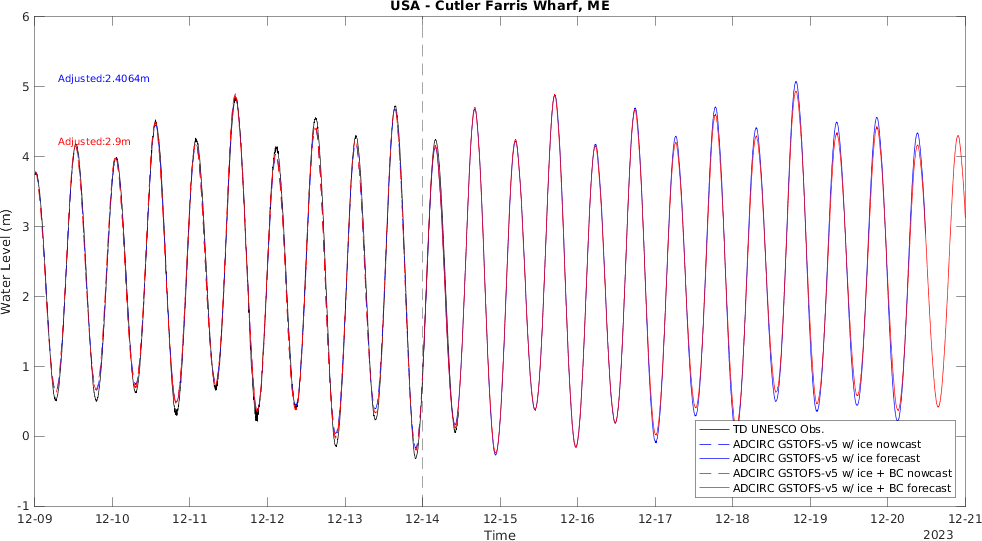 USA - Cutler Farris Wharf, ME
6
5
4
3
2
1
0
-1
Water Level (m)
Adjusted:2.4064m
Adjusted:2.9m
TD UNESCO Obs.
ADCIRC GSTOFS-v5 w/ ice nowcast
ADCIRC GSTOFS-v5 w/ ice forecast
ADCIRC GSTOFS-v5 w/ ice + BC nowcast
ADCIRC GSTOFS-v5 w/ ice + BC forecast
12-09 12-10 12-11 12-12 12-13 12-14 12-15 12-16 12-17 12-18 12-19 12-20 12-21
Time
2023